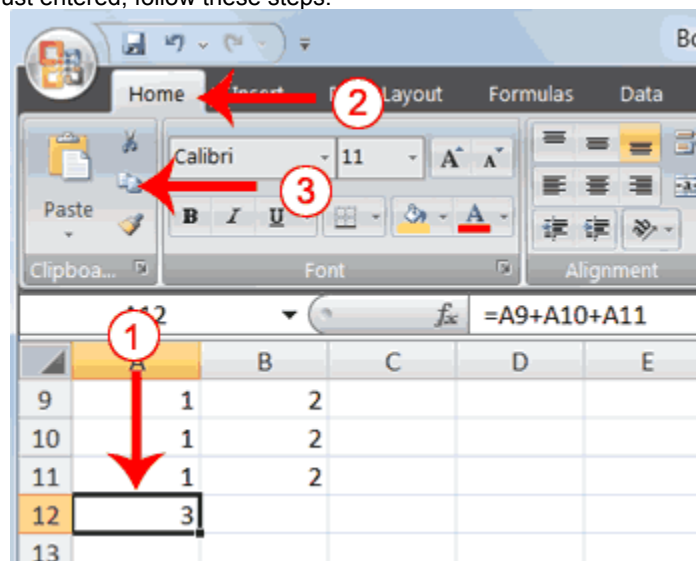 ust entered, follow these steps:
Bo
Home Insert Layout Formulas Data
2
Calibri 11 A A
3
Paste B I U A
Clipboa... Font Alignment
A12 fx =A9+A10+A11
1
A B C D E
9 1 2
10 1 2
11 1 2
12 3
13